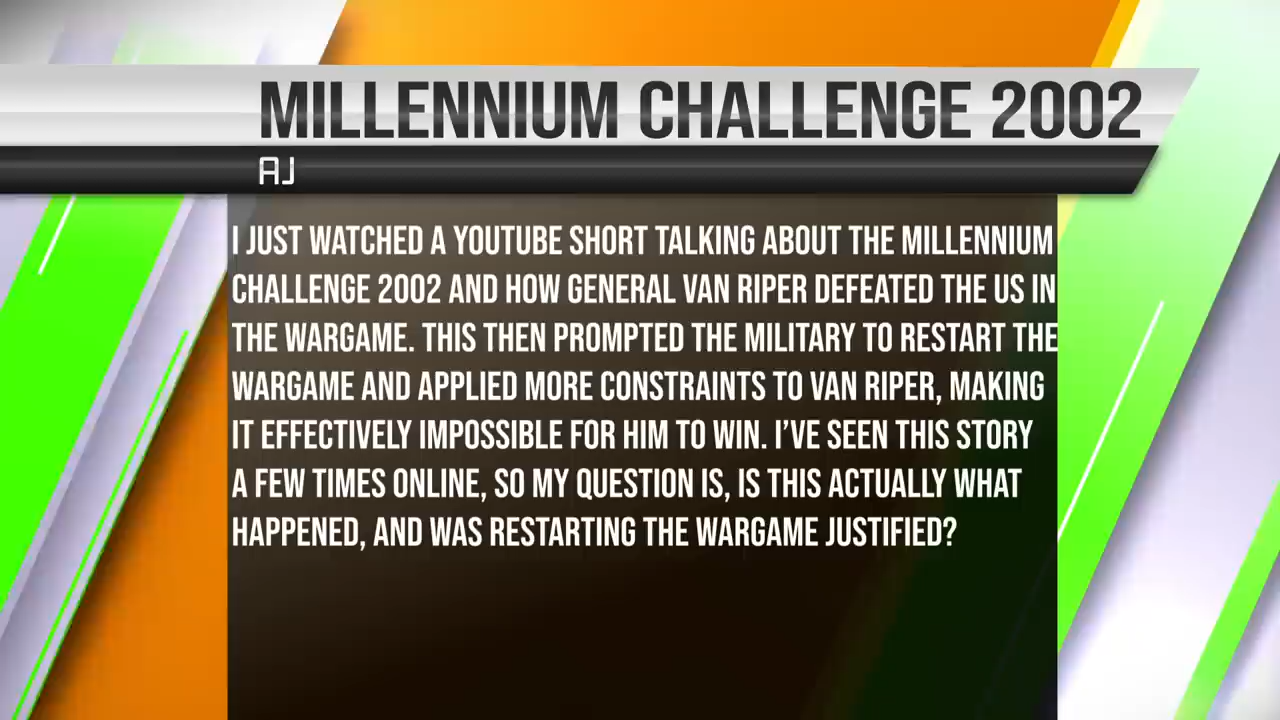 MILLENNIUM CHALLENGE 2002
AJ
I JUST WATCHED A YOUTUBE SHORT TALKING ABOUT THE MILLENNIUM
CHALLENGE 2002 AND HOW GENERAL VAN RIPER DEFEATED THE US IN
THE WARGAME. THIS THEN PROMPTED THE MILITARY TO RESTART THE
WARGAME AND APPLIED MORE CONSTRAINTS TO VAN RIPER, MAKING
IT EFFECTIVELY IMPOSSIBLE FOR HIM TO WIN. I’VE SEEN THIS STORY
A FEW TIMES ONLINE, SO MY QUESTION IS, IS THIS ACTUALLY WHAT
HAPPENED, AND WAS RESTARTING THE WARGAME JUSTIFIED?